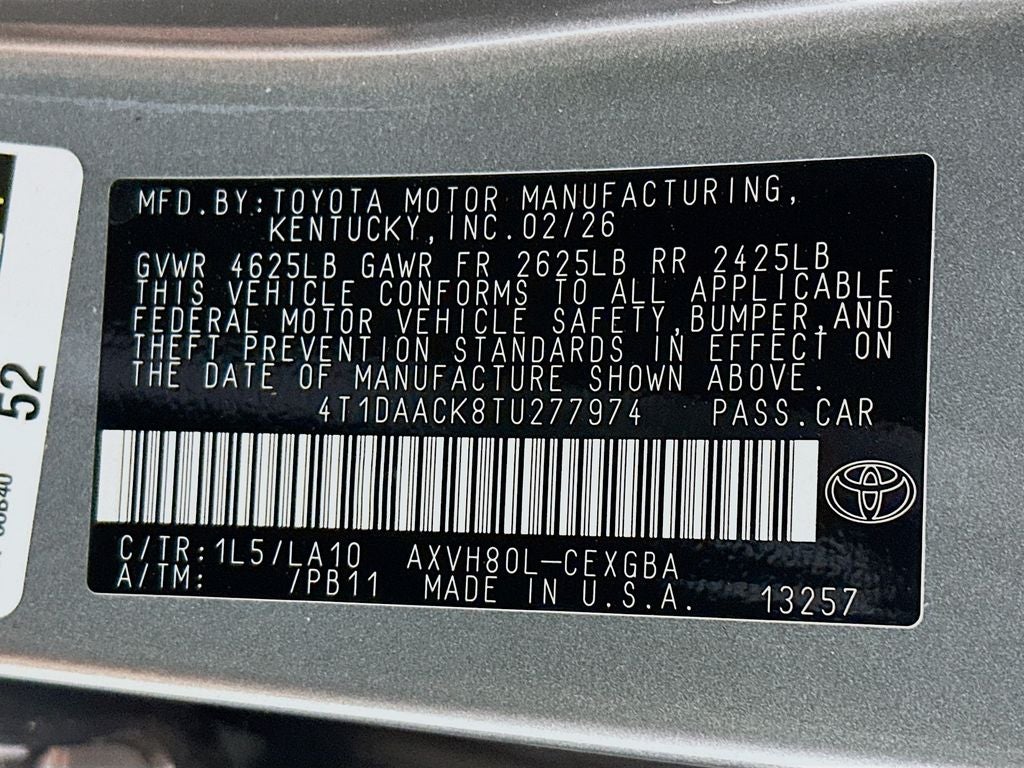 MFD.BY:TOYOTA MOTOR MANUFACTURING,
KENTUCKY,INC.02/26
GVWR 4625LB GAWR FR 2625LB RR 2425LB
THIS VEHICLE CONFORMS TO ALL APPLICABLE
FEDERAL MOTOR VEHICLE SAFETY,BUMPER,AND
THEFT PREVENTION STANDARDS IN EFFECT ON
THE DATE OF MANUFACTURE SHOWN ABOVE.
4T1DAACK8TU277974 PASS.CAR
C/TR:1L5/LA10 AXVH80L-CEXGBA
A/TM: /PB11 MADE IN U.S.A. 13257
52